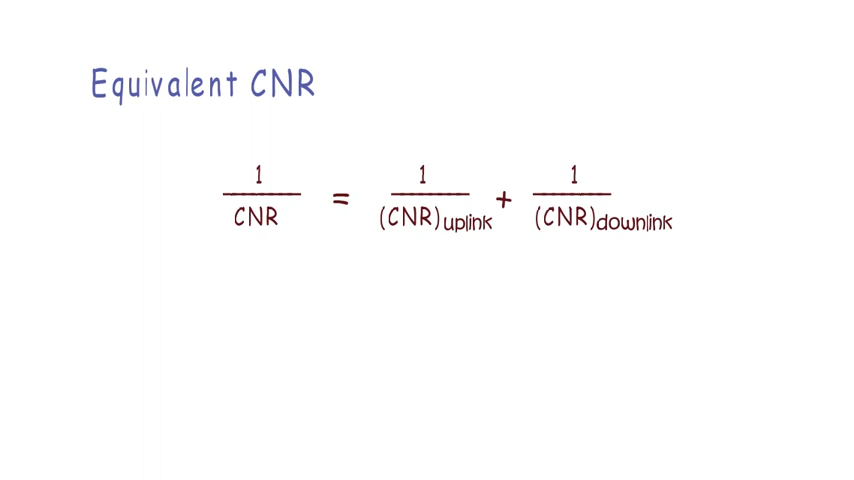 Equivalent CNR
1 / CNR = 1 / (CNR)uplink + 1 / (CNR)downlink